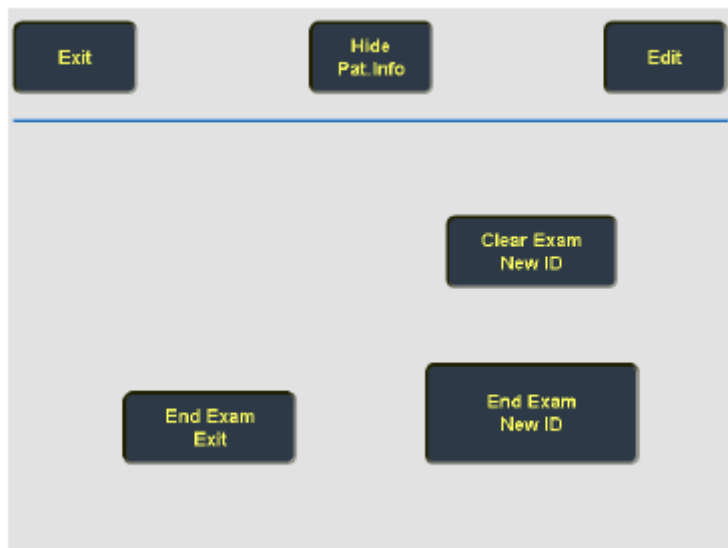 Exit
Hide
Pat.Info
Edit
Clear Exam
New ID
End Exam
Exit
End Exam
New ID